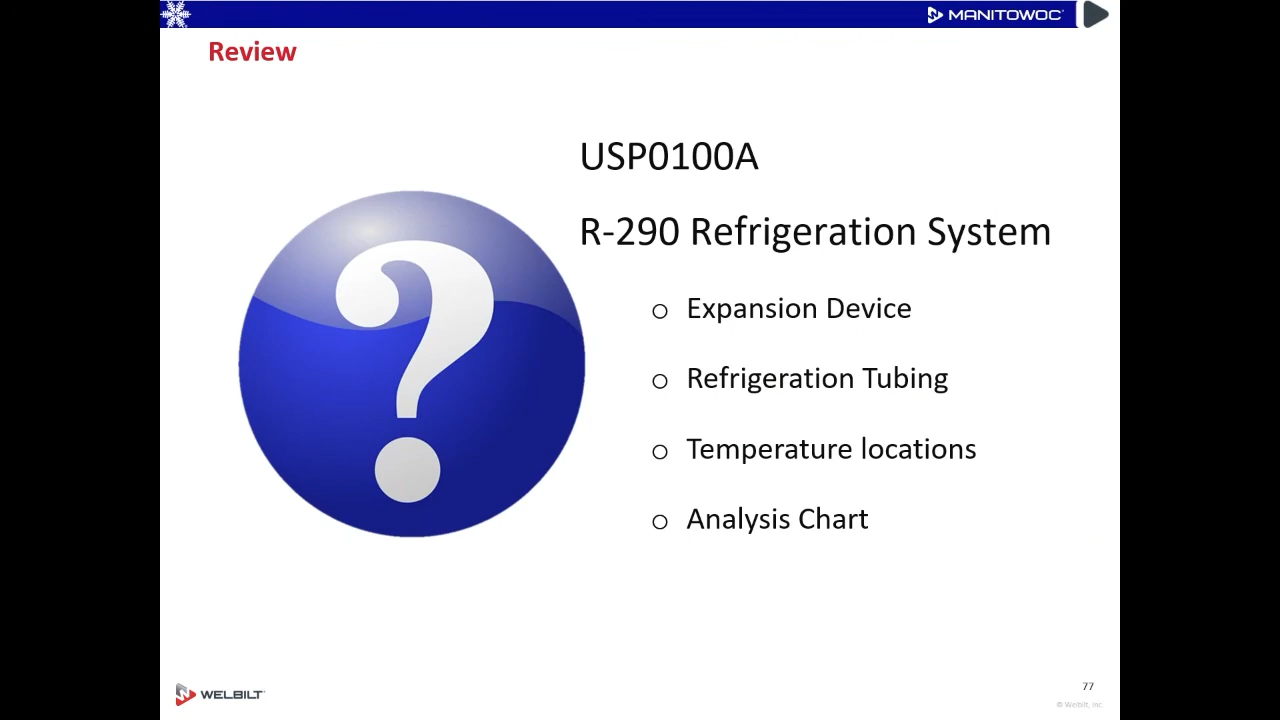 MANITOWOC
Review
USP0100A
R-290 Refrigeration System
o Expansion Device
o Refrigeration Tubing
o Temperature locations
o Analysis Chart
WELBILT
77
© Welbilt, Inc.